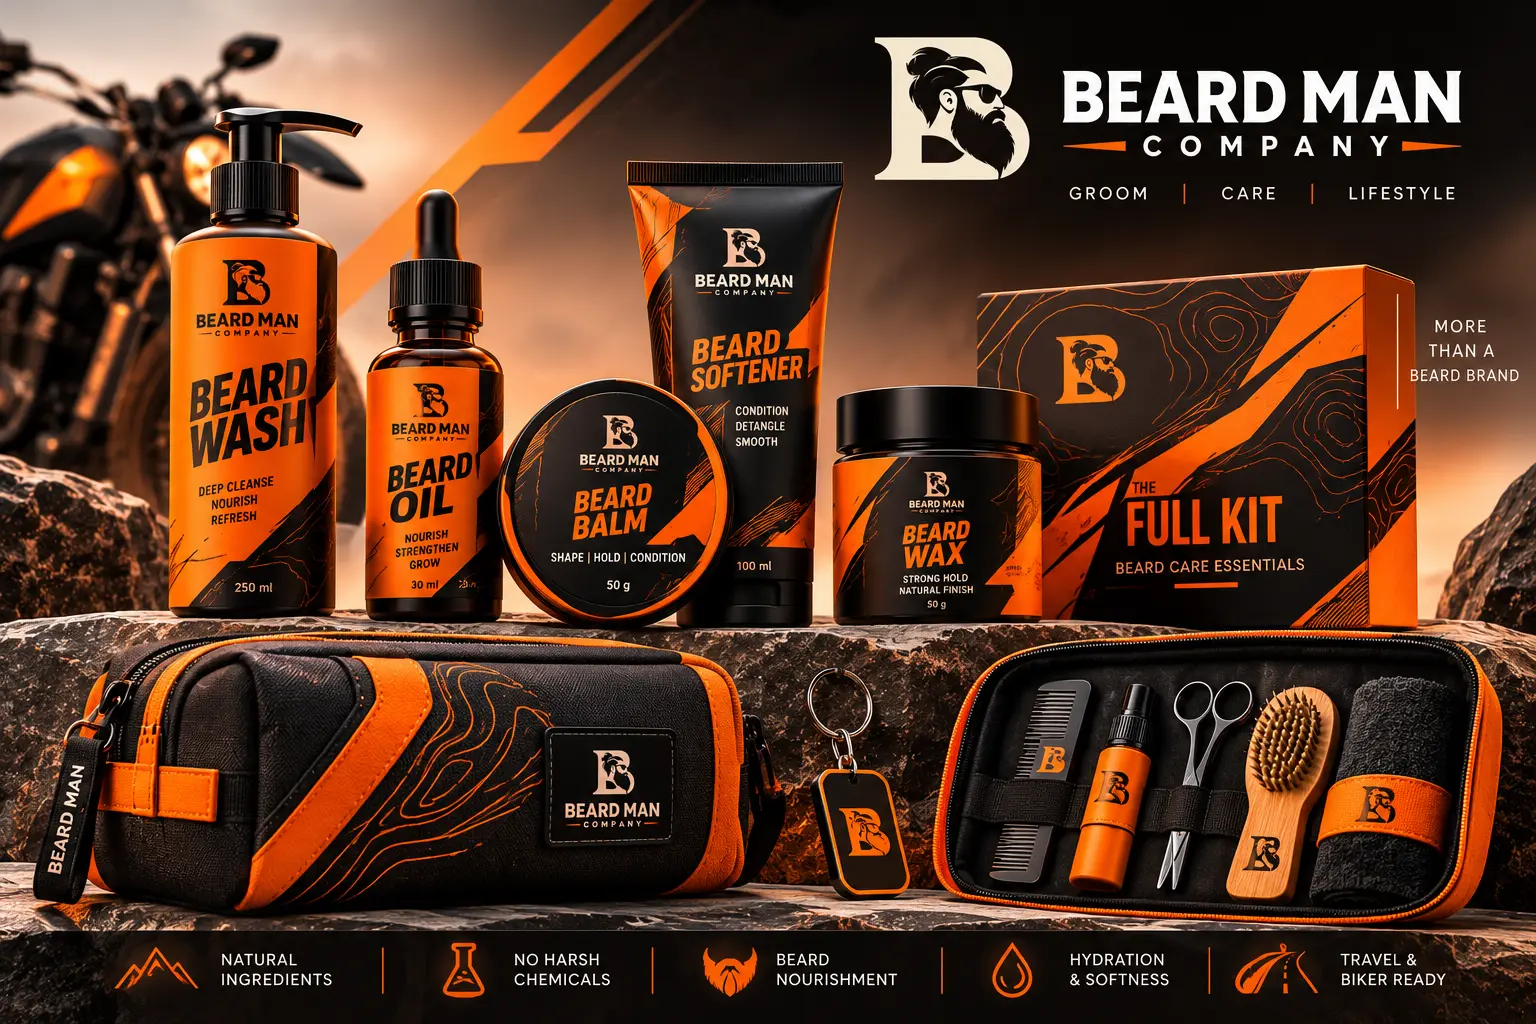 BEARD MAN
COMPANY
GROOM | CARE | LIFESTYLE
MORE
THAN A
BEARD BRAND
BEARD MAN
COMPANY
BEARD
WASH
DEEP CLEANSE
NOURISH
REFRESH
250 ml
BEARD MAN
COMPANY
BEARD
OIL
NOURISH
STRENGTHEN
GROW
30 ml
BEARD MAN
COMPANY
BEARD
BALM
SHAPE | HOLD | CONDITION
50 g
BEARD MAN
COMPANY
BEARD
SOFTENER
CONDITION
DETANGLE
SMOOTH
100 ml
BEARD MAN
COMPANY
BEARD
WAX
STRONG HOLD
NATURAL FINISH
50 g
B
THE
FULL KIT
BEARD CARE ESSENTIALS
BEARD MAN
BEARD MAN
COMPANY
NATURAL
INGREDIENTS
NO HARSH
CHEMICALS
BEARD
NOURISHMENT
HYDRATION
& SOFTNESS
TRAVEL &
BIKER READY